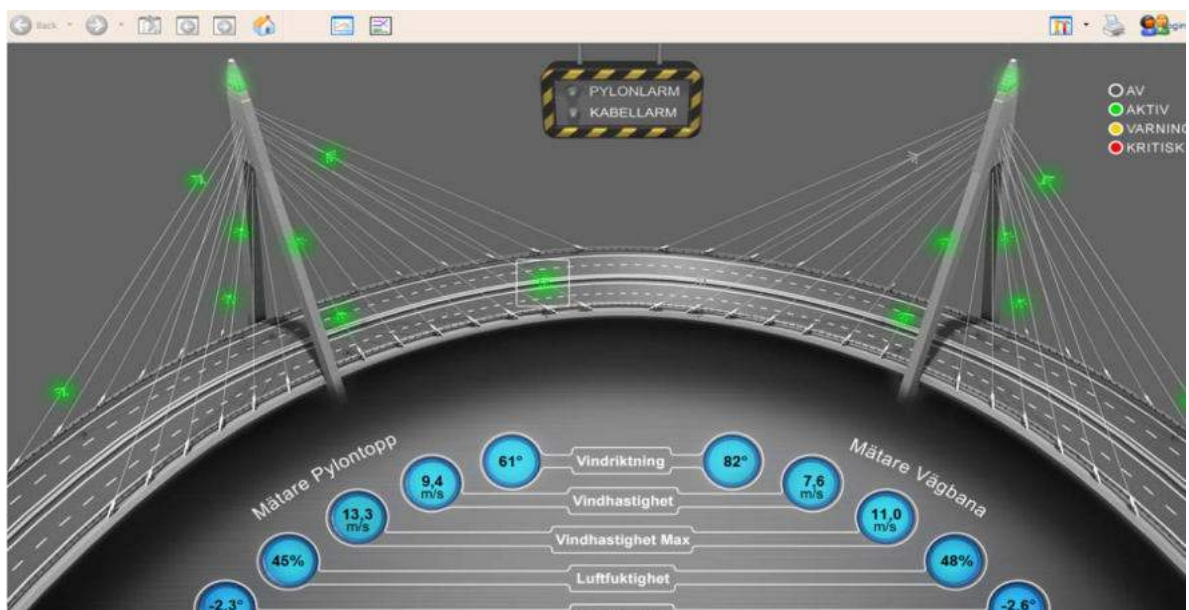 Back
PYLONLARM
KABELLARM
AV
AKTIV
VARNING
KRITISK
Mätare Pylontopp
Mätare Vägbana
61° Vindriktning 82°
9,4 m/s Vindhastighet 7,6 m/s
13,3 m/s Vindhastighet Max 11,0 m/s
45% Luftfuktighet 48%
-2,3° -2,6°